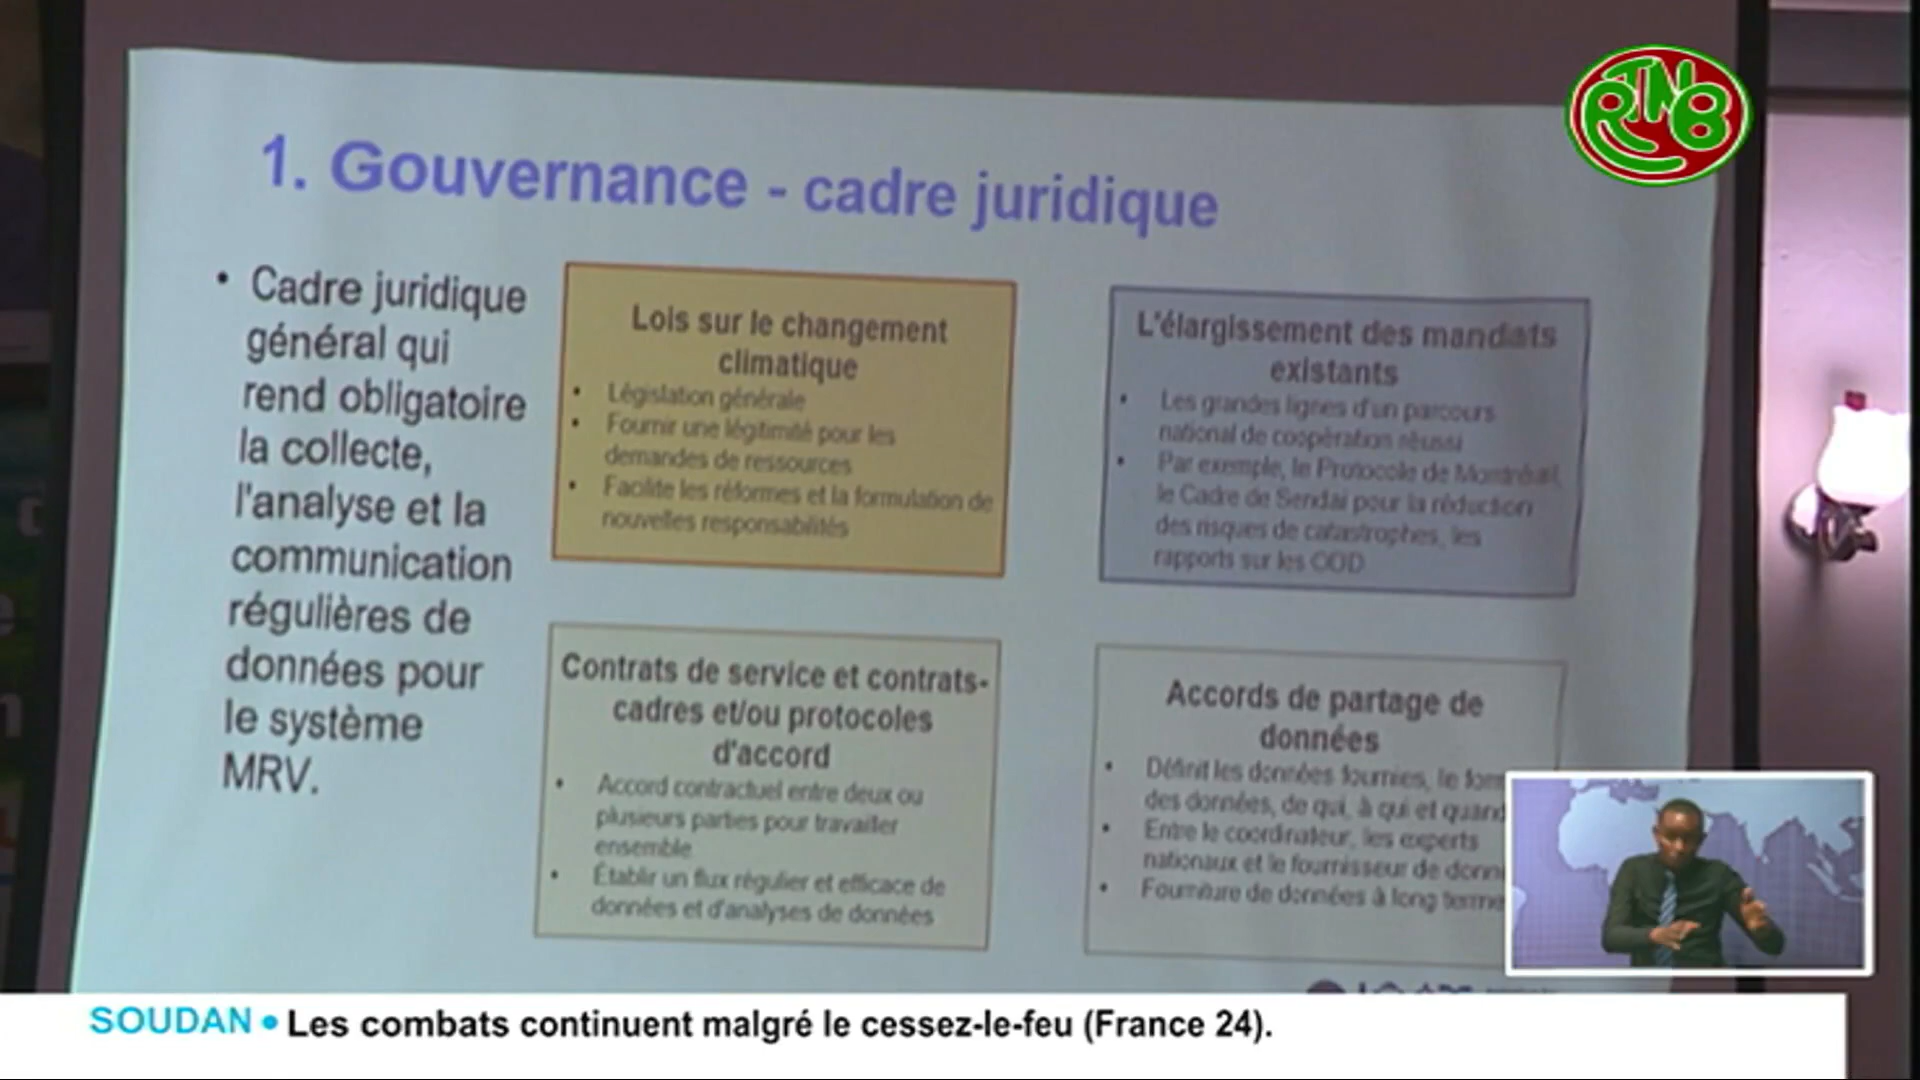 RTNB
1. Gouvernance - cadre juridique
• Cadre juridique
général qui
rend obligatoire
la collecte,
l'analyse et la
communication
régulières de
données pour
le système
MRV.
Lois sur le changement
climatique
• Législation générale
• Fournir une légitimité pour les
demandes de ressources
• Facilite les réformes et la formulation de
nouvelles responsabilités
L'élargissement des mandats
existants
• Les grandes lignes d'un parcours
national de coopération réussi
• Par exemple, le Protocole de Montréal,
le Cadre de Sendai pour la réduction
des risques de catastrophes, les
rapports sur les ODD
Contrats de service et contrats-
cadres et/ou protocoles
d'accord
• Accord contractuel entre deux ou
plusieurs parties pour travailler
ensemble
• Établir un flux régulier et efficace de
données et d'analyses de données
Accords de partage de
données
• Définit les données fournies, le
des données, de qui, à qui et quand
• Entre le coordinateur, les experts
nationaux et le fournisseur de
• Fourniture de données à long terme
SOUDAN • Les combats continuent malgré le cessez-le-feu (France 24).